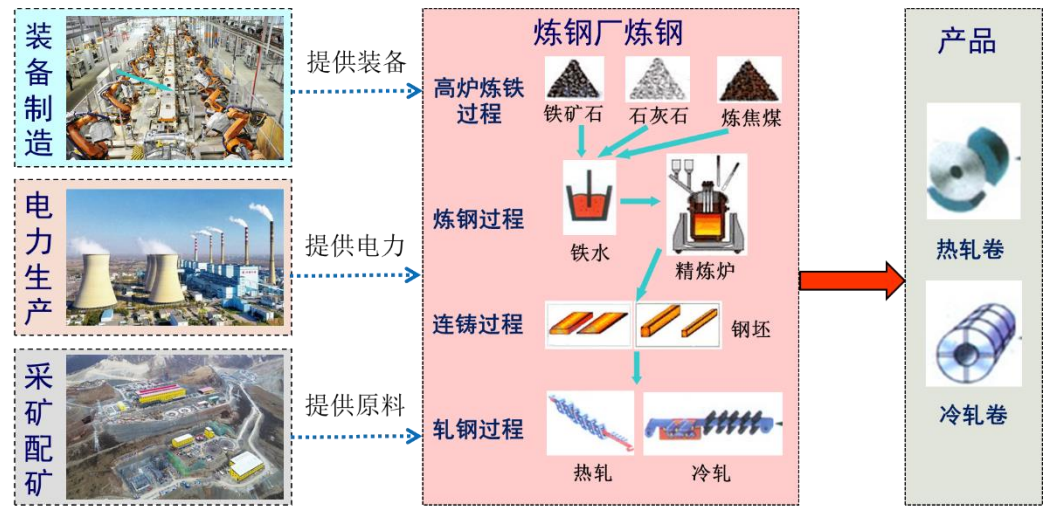 装备制造
提供装备
电力生产
提供电力
采矿配矿
提供原料
炼钢厂炼钢
高炉炼铁
过程
铁矿石
石灰石
炼焦煤
炼钢过程
铁水
精炼炉
连铸过程
钢坯
轧钢过程
热轧
冷轧
产品
热轧卷
冷轧卷